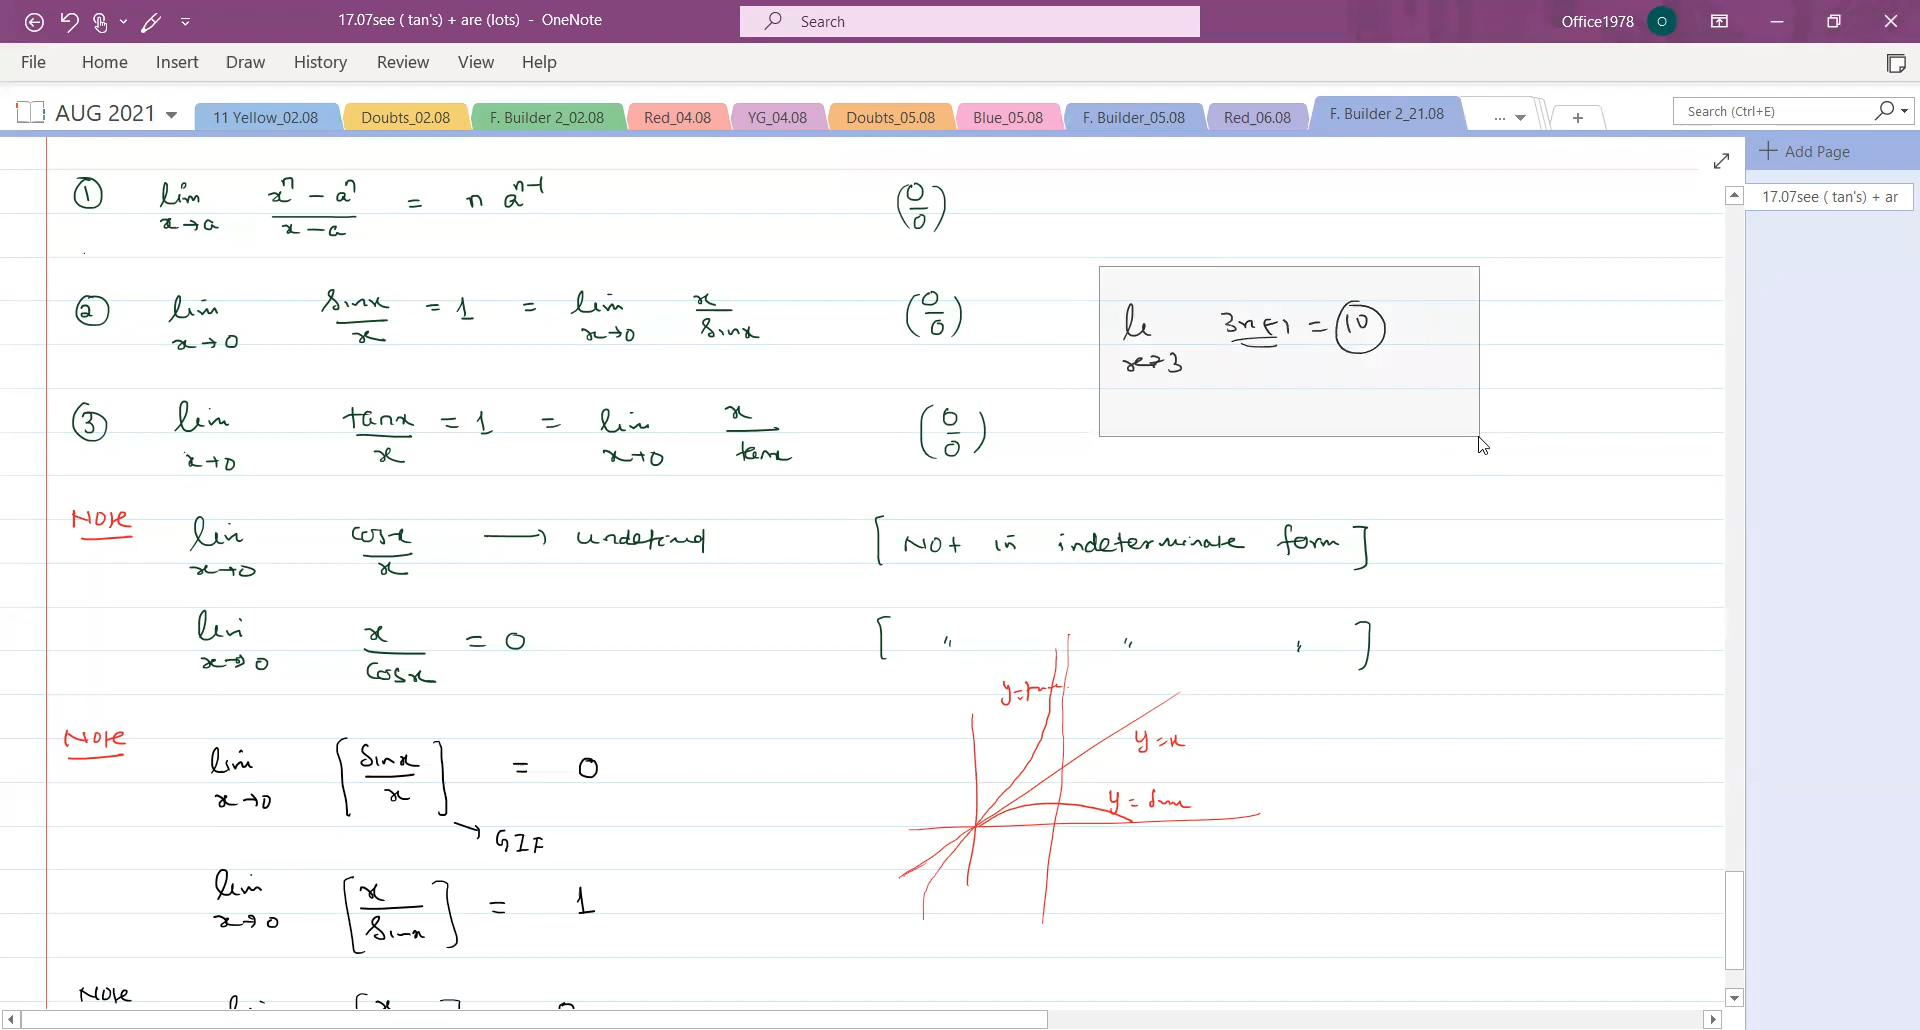 17.07see ( tan's) + are (lots) - OneNote
Search
Office1978
O
File Home Insert Draw History Review View Help
AUG 2021
11 Yellow_02.08 Doubts_02.08 F. Builder 2_02.08 Red_04.08 YG_04.08 Doubts_05.08 Blue_05.08 F. Builder_05.08 Red_06.08 F. Builder 2_21.08 ... +
Search (Ctrl+E)
Add Page
17.07see ( tan's) + ar
① lim x→a (xⁿ − aⁿ)/(x − a) = n aⁿ⁻¹ (0/0)
② lim x→0 sinx/x = 1 = lim x→0 x/sinx (0/0)
le x→3 3x+1 = 10
③ lim x→0 tanx/x = 1 = lim x→0 x/tanx (0/0)
Note lim x→0 cosx/x → undefined [Not in indeterminate form]
lim x→0 x/cosx = 0 [ " " " ]
y=tanx
y=x
y=sinx
Note lim x→0 [sinx/x] = 0
→ GIF
lim x→0 [x/sinx] = 1
Note